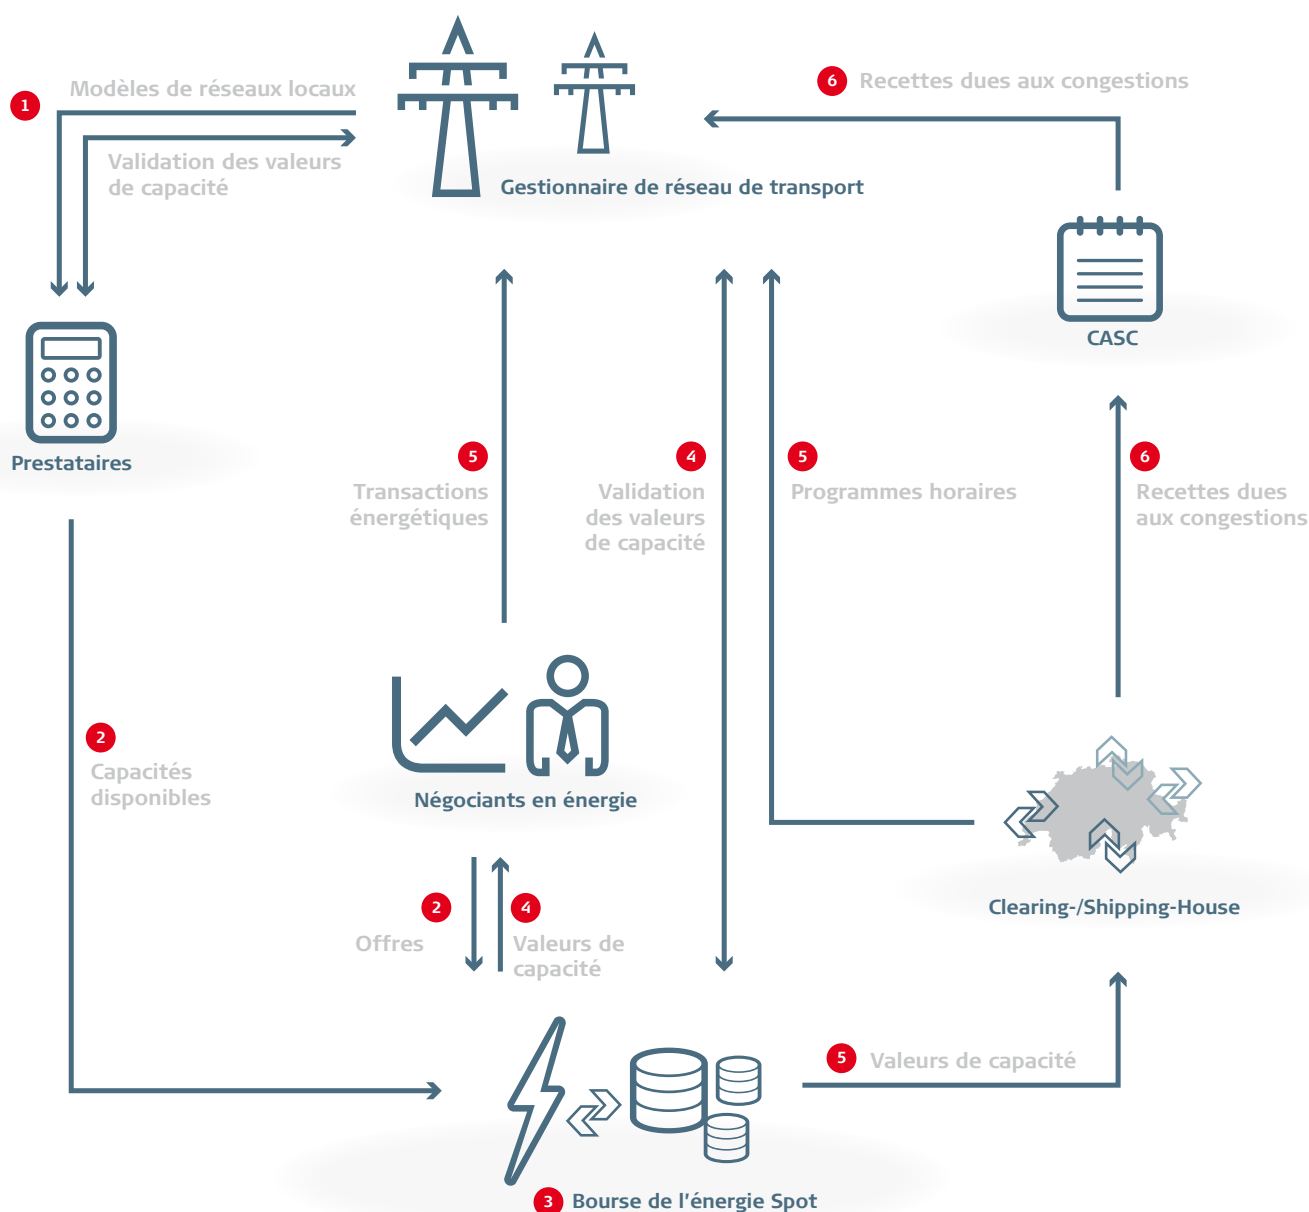 1
Modèles de réseaux locaux
Validation des valeurs
de capacité
6
Recettes dues aux congestions
Gestionnaire de réseau de transport
CASC
Prestataires
5
Transactions
énergétiques
4
Validation
des valeurs
de capacité
5
Programmes horaires
6
Recettes dues
aux congestions
2
Capacités
disponibles
Négociants en énergie
2
Offres
4
Valeurs de
capacité
Clearing-/Shipping-House
5
Valeurs de capacité
3
Bourse de l'énergie Spot